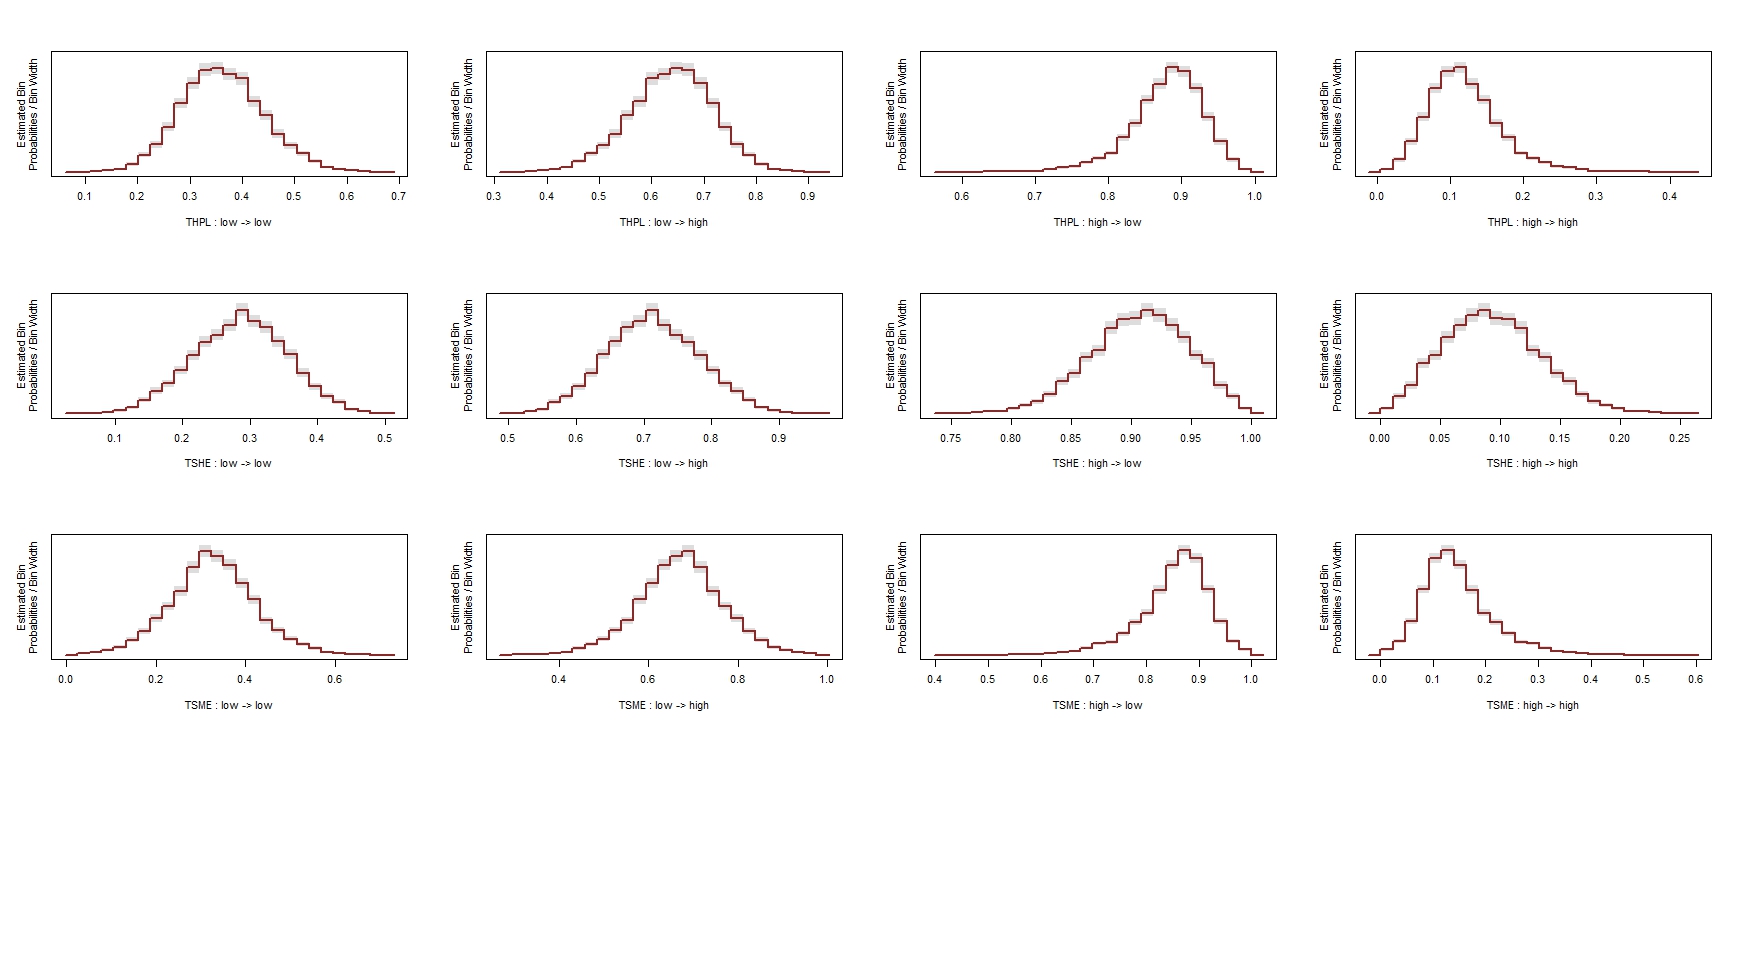 Estimated Bin
Probabilities / Bin Width
0.1 0.2 0.3 0.4 0.5 0.6 0.7
THPL : low -> low
Estimated Bin
Probabilities / Bin Width
0.3 0.4 0.5 0.6 0.7 0.8 0.9
THPL : low -> high
Estimated Bin
Probabilities / Bin Width
0.6 0.7 0.8 0.9 1.0
THPL : high -> low
Estimated Bin
Probabilities / Bin Width
0.0 0.1 0.2 0.3 0.4
THPL : high -> high
Estimated Bin
Probabilities / Bin Width
0.1 0.2 0.3 0.4 0.5
TSHE : low -> low
Estimated Bin
Probabilities / Bin Width
0.5 0.6 0.7 0.8 0.9
TSHE : low -> high
Estimated Bin
Probabilities / Bin Width
0.75 0.80 0.85 0.90 0.95 1.00
TSHE : high -> low
Estimated Bin
Probabilities / Bin Width
0.00 0.05 0.10 0.15 0.20 0.25
TSHE : high -> high
Estimated Bin
Probabilities / Bin Width
0.0 0.2 0.4 0.6
TSME : low -> low
Estimated Bin
Probabilities / Bin Width
0.4 0.6 0.8 1.0
TSME : low -> high
Estimated Bin
Probabilities / Bin Width
0.4 0.5 0.6 0.7 0.8 0.9 1.0
TSME : high -> low
Estimated Bin
Probabilities / Bin Width
0.0 0.1 0.2 0.3 0.4 0.5 0.6
TSME : high -> high